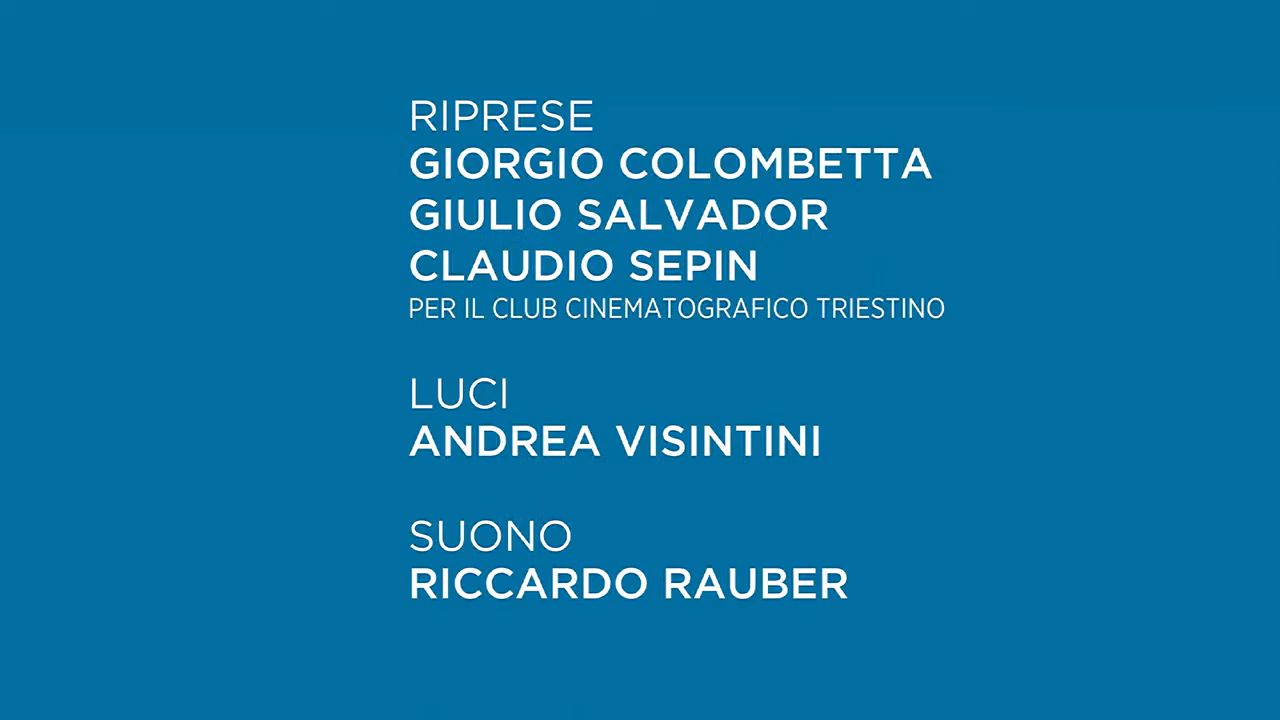 RIPRESE
GIORGIO COLOMBETTA
GIULIO SALVADOR
CLAUDIO SEPIN
PER IL CLUB CINEMATOGRAFICO TRIESTINO
LUCI
ANDREA VISINTINI
SUONO
RICCARDO RAUBER